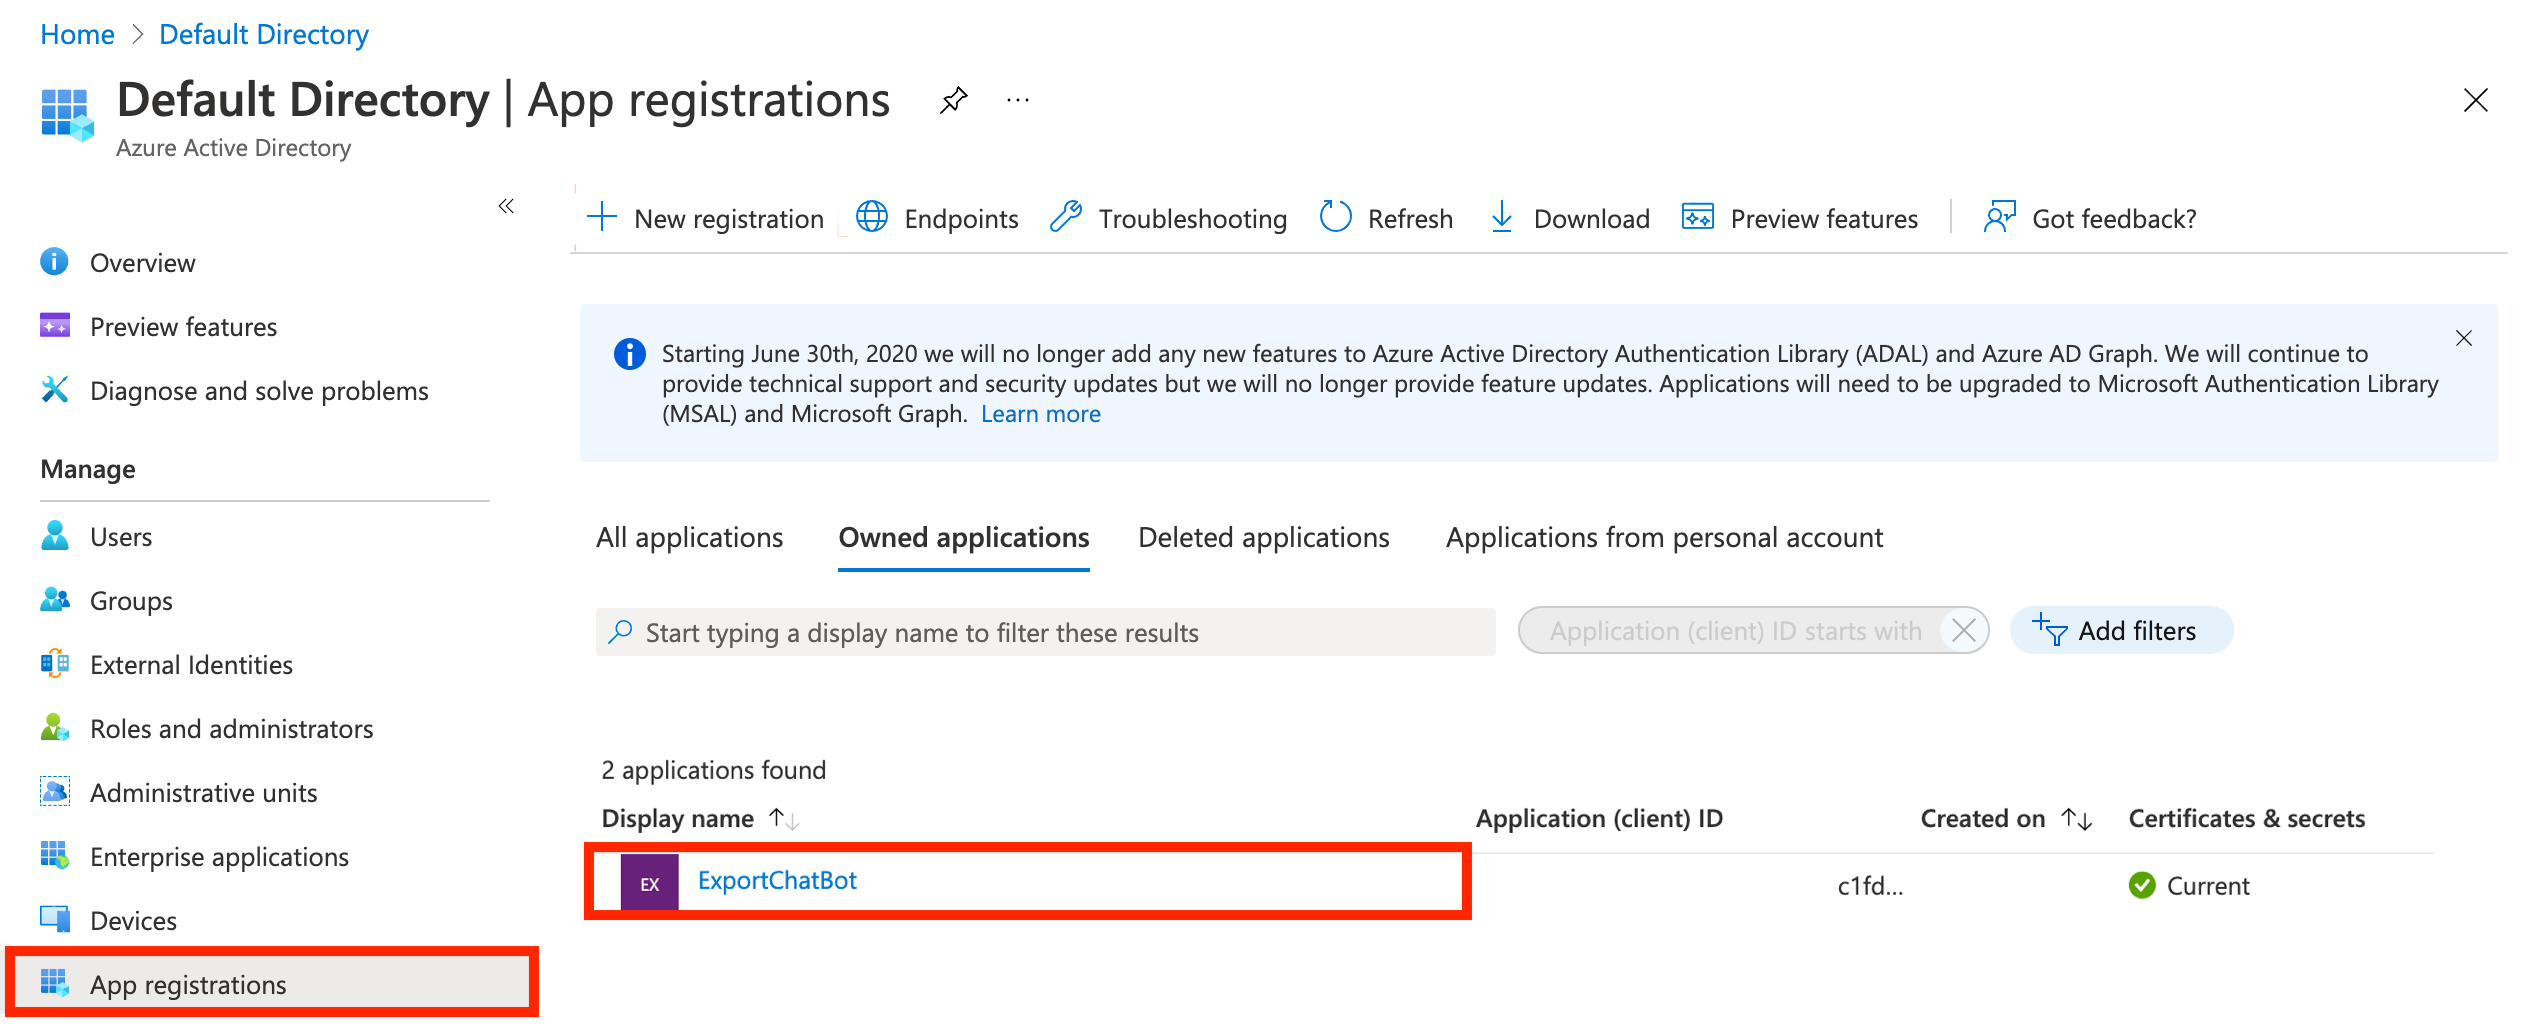 Home > Default Directory
Default Directory | App registrations
Azure Active Directory
Overview
Preview features
Diagnose and solve problems
Manage
Users
Groups
External Identities
Roles and administrators
Administrative units
Enterprise applications
Devices
App registrations
New registration Endpoints Troubleshooting Refresh Download Preview features Got feedback?
Starting June 30th, 2020 we will no longer add any new features to Azure Active Directory Authentication Library (ADAL) and Azure AD Graph. We will continue to
provide technical support and security updates but we will no longer provide feature updates. Applications will need to be upgraded to Microsoft Authentication Library
(MSAL) and Microsoft Graph. Learn more
All applications Owned applications Deleted applications Applications from personal account
Start typing a display name to filter these results Application (client) ID starts with Add filters
2 applications found
Display name Application (client) ID Created on Certificates & secrets
EX ExportChatBot c1fd... Current